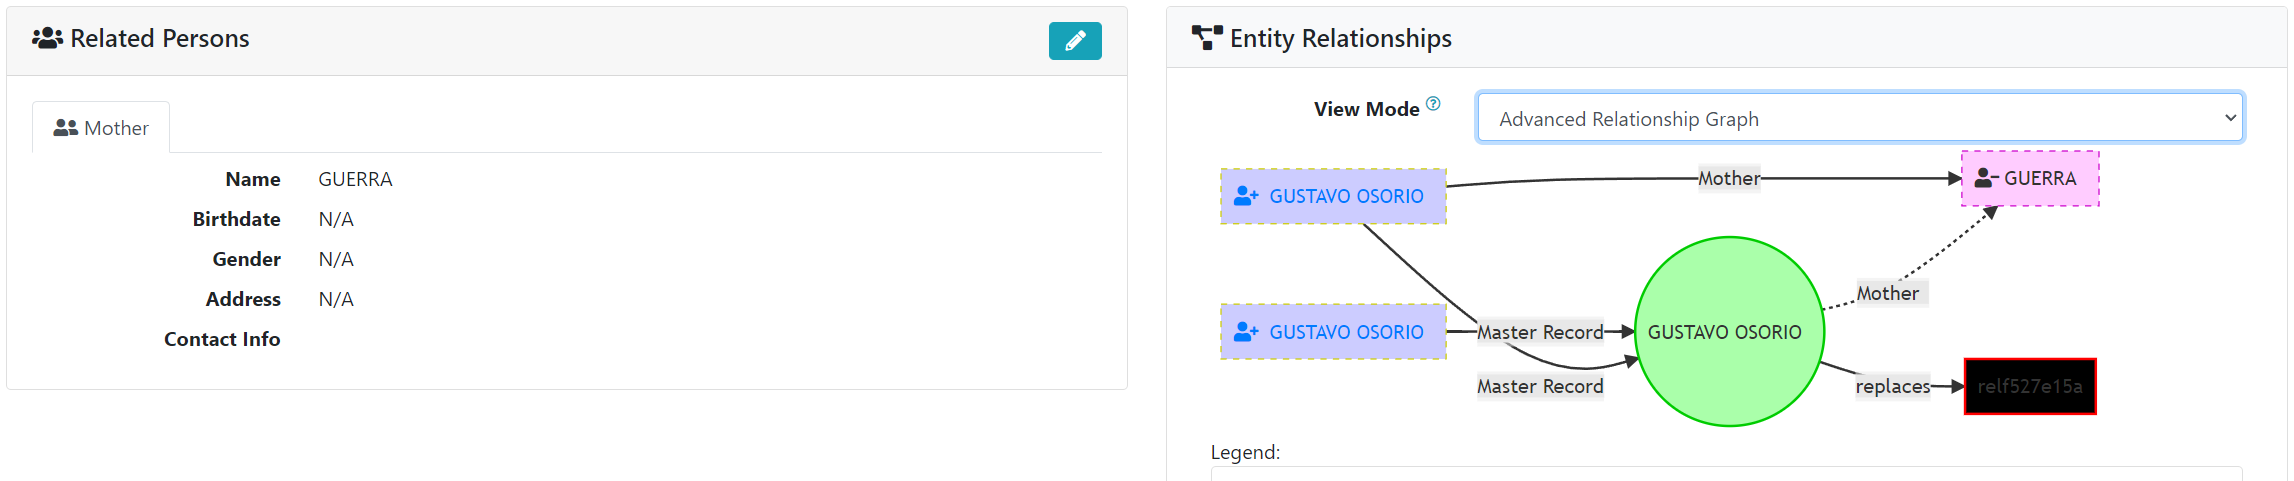 Related Persons
Mother
Name GUERRA
Birthdate N/A
Gender N/A
Address N/A
Contact Info
Entity Relationships
View Mode ?
Advanced Relationship Graph
GUSTAVO OSORIO
Mother
GUERRA
Mother
GUSTAVO OSORIO
Master Record
GUSTAVO OSORIO
Master Record
replaces
relf527e15a
Legend: